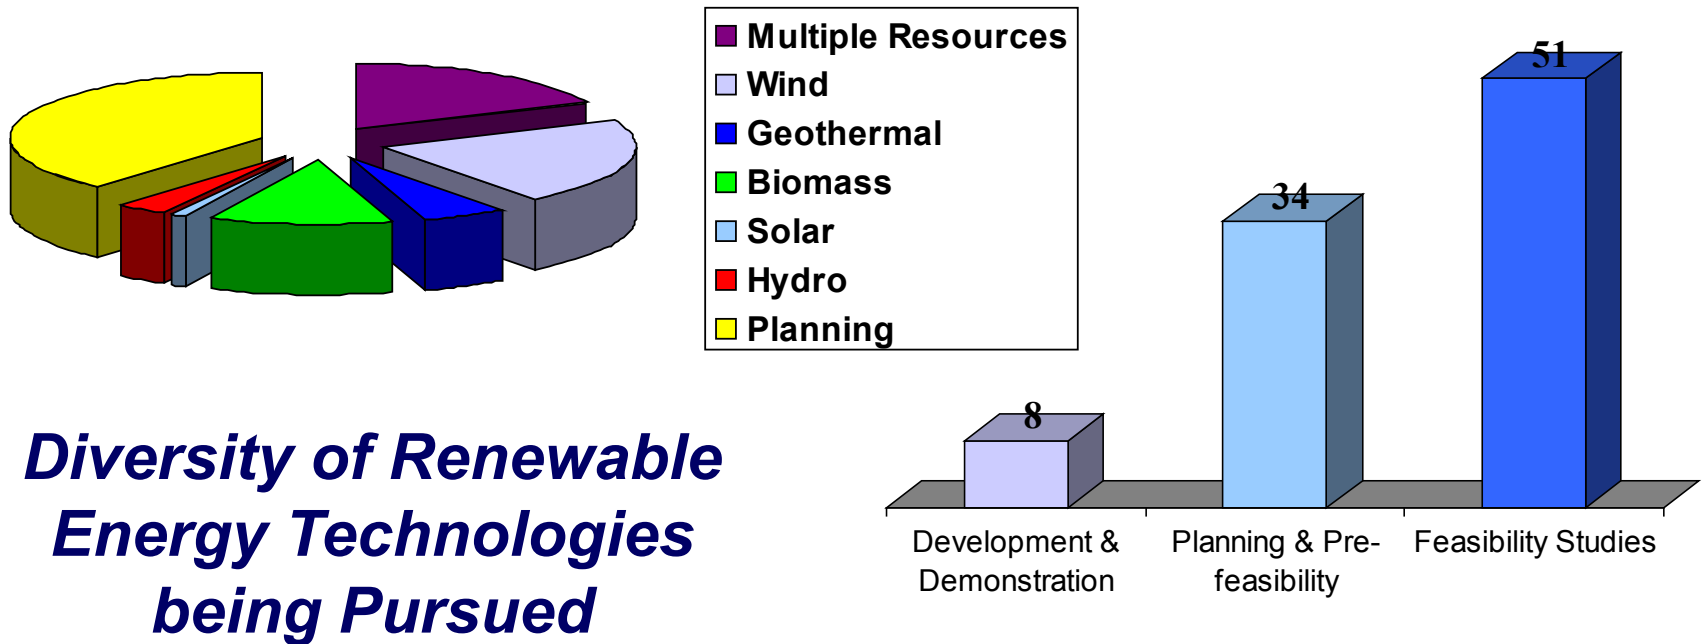 Multiple Resources
Wind
Geothermal
Biomass
Solar
Hydro
Planning
Diversity of Renewable
Energy Technologies
being Pursued
8
34
51
Development &
Demonstration
Planning & Pre-
feasibility
Feasibility Studies